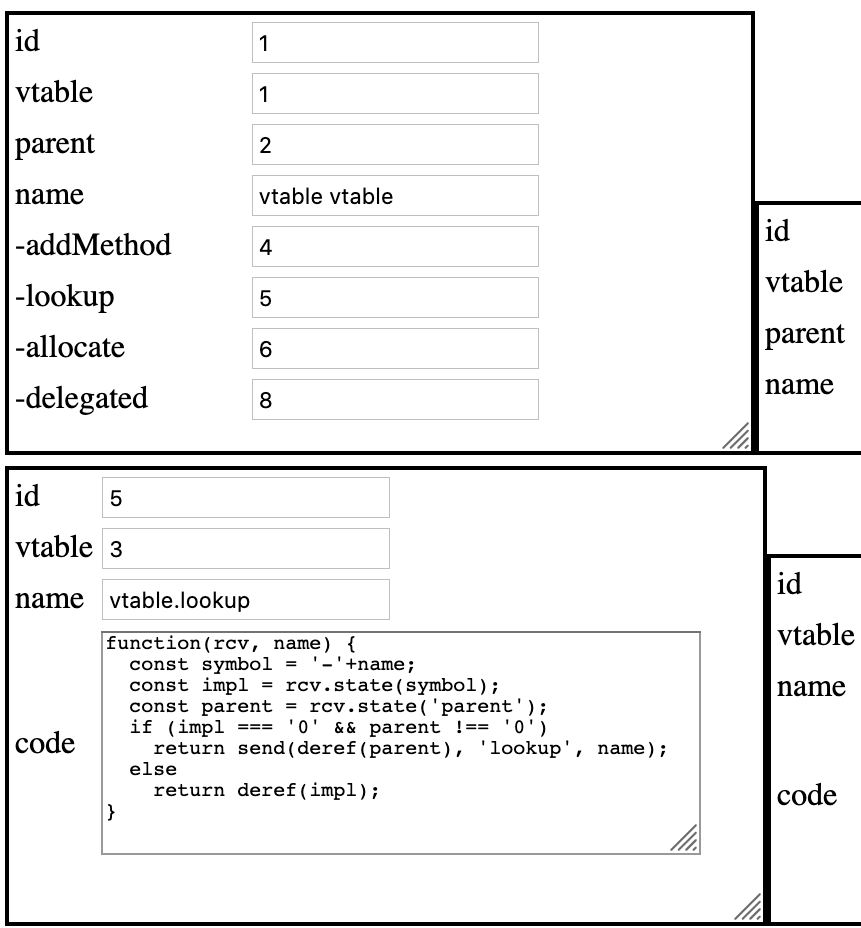 id 1
vtable 1
parent 2
name vtable vtable
-addMethod 4
-lookup 5
-allocate 6
-delegated 8
id
vtable
parent
name
id 5
vtable 3
name vtable.lookup
code
function(rcv, name) {
  const symbol = '-'+name;
  const impl = rcv.state(symbol);
  const parent = rcv.state('parent');
  if (impl === '0' && parent !== '0')
    return send(deref(parent), 'lookup', name);
  else
    return deref(impl);
}
id
vtable
name
code